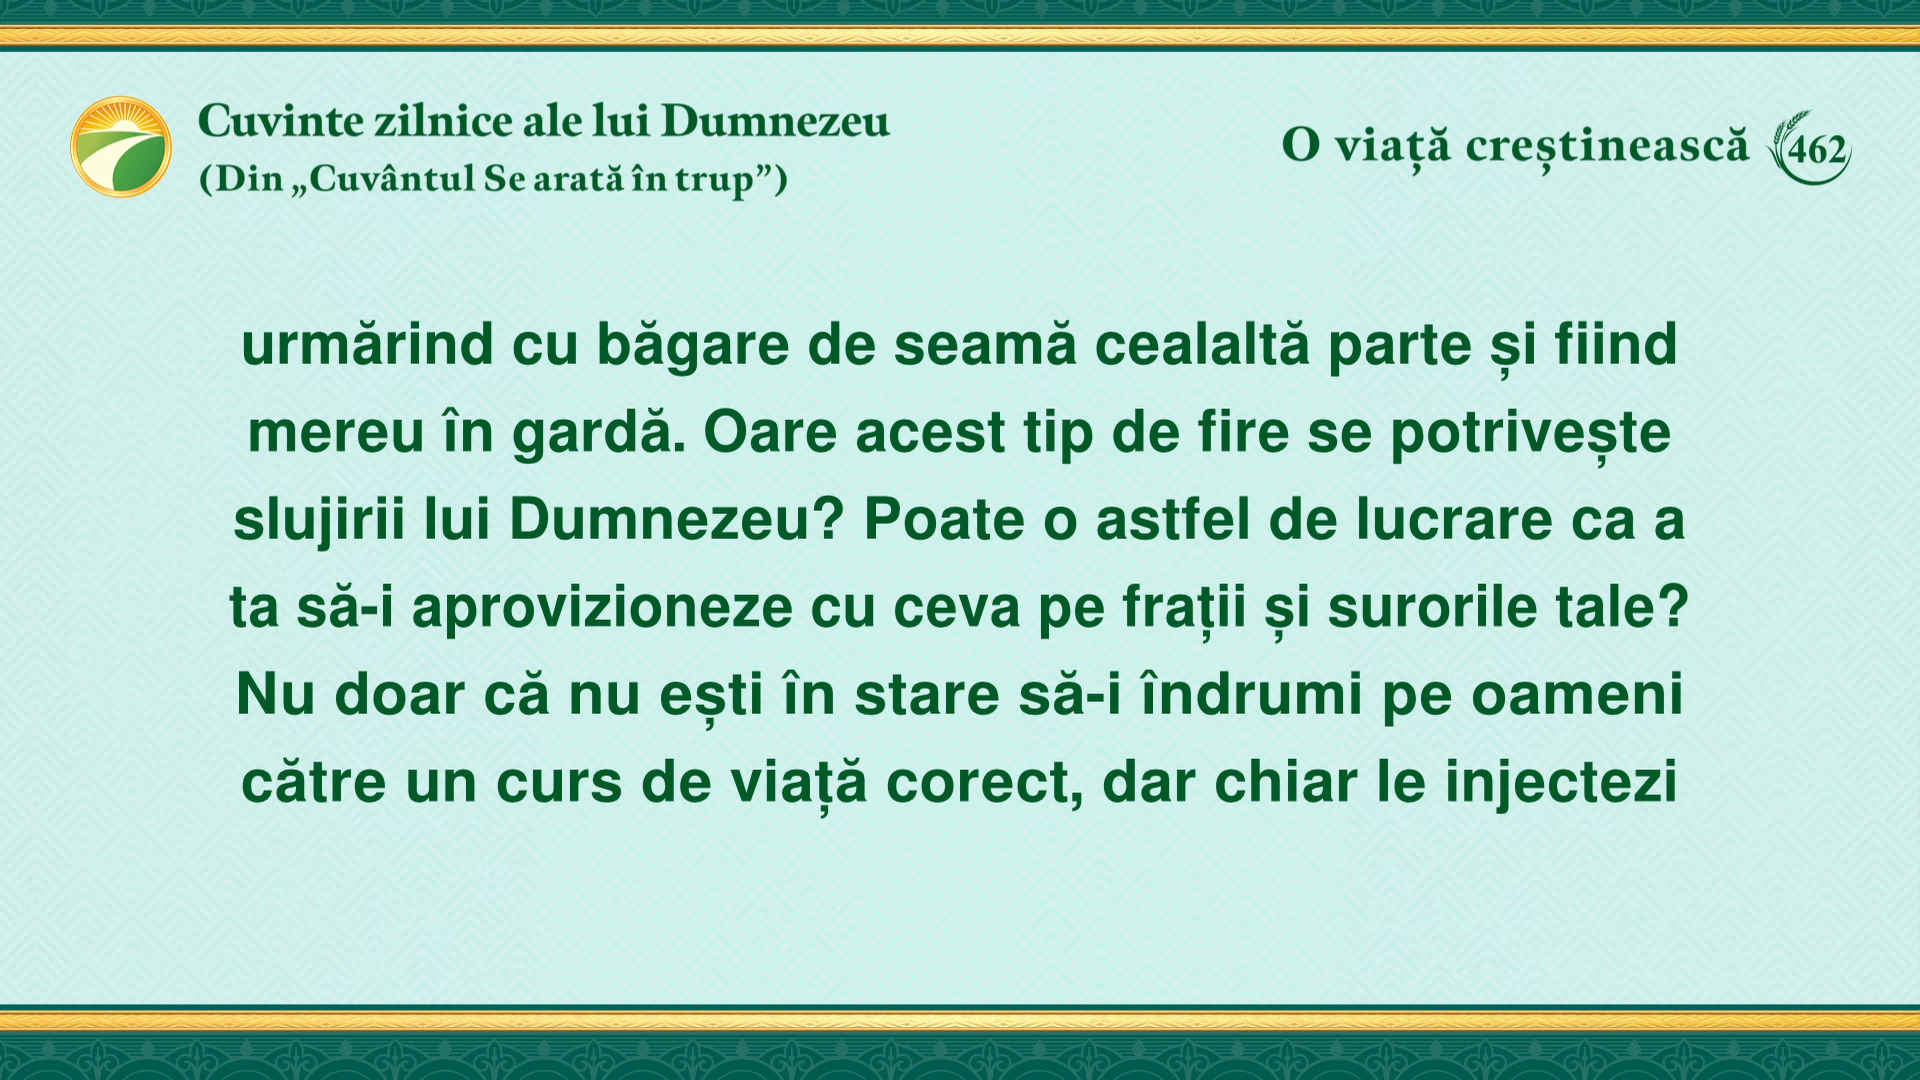 Cuvinte zilnice ale lui Dumnezeu
(Din „Cuvântul Se arată în trup”)
O viață creștinească 462
urmărind cu băgare de seamă cealaltă parte și fiind
mereu în gardă. Oare acest tip de fire se potrivește
slujirii lui Dumnezeu? Poate o astfel de lucrare ca a
ta să-i aprovizioneze cu ceva pe frații și surorile tale?
Nu doar că nu ești în stare să-i îndrumi pe oameni
către un curs de viață corect, dar chiar le injectezi